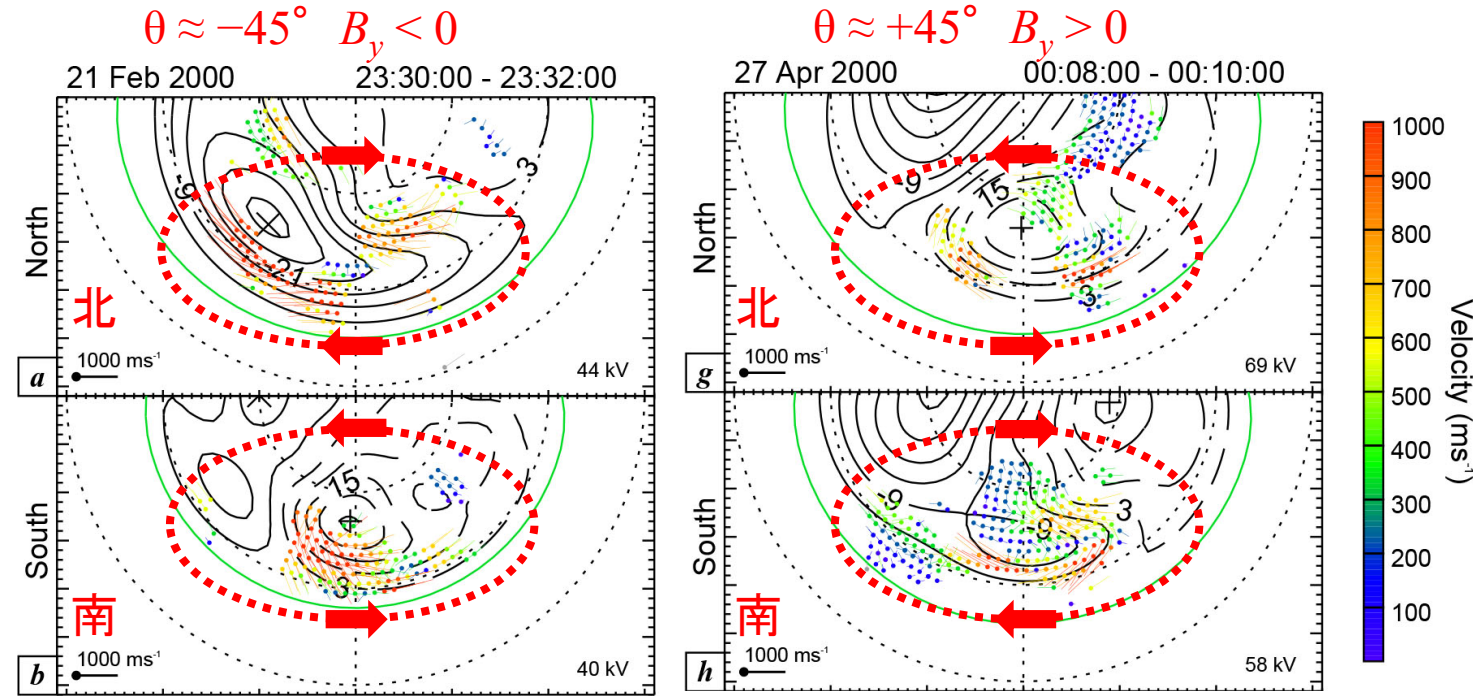 θ ≈ −45° B_y < 0
θ ≈ +45° B_y > 0
21 Feb 2000 23:30:00 - 23:32:00
27 Apr 2000 00:08:00 - 00:10:00
North
-9
-21
3
北
a
1000 ms⁻¹
44 kV
North
-9
15
3
北
g
1000 ms⁻¹
69 kV
South
15
-3
南
b
1000 ms⁻¹
40 kV
South
-9
-9
3
南
h
1000 ms⁻¹
58 kV
1000
900
800
700
600
500
400
300
200
100
Velocity (ms⁻¹)